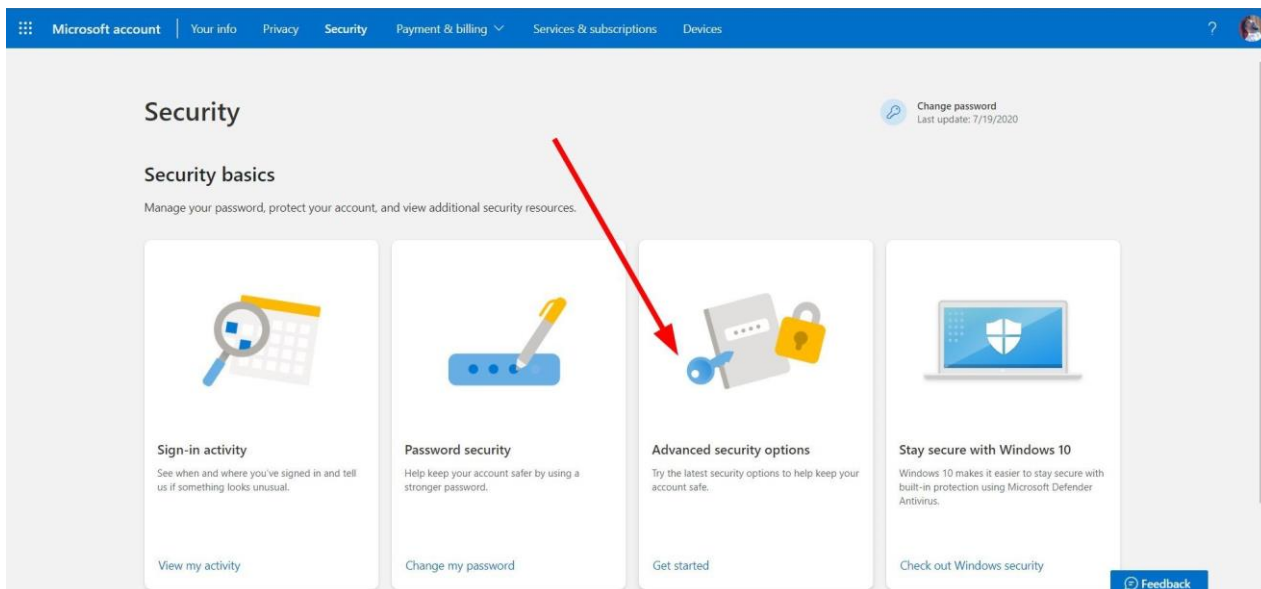 Microsoft account Your info Privacy Security Payment & billing Services & subscriptions Devices ?
Security
Change password
Last update: 7/19/2020
Security basics
Manage your password, protect your account, and view additional security resources.
Sign-in activity
See when and where you've signed in and tell
us if something looks unusual.
View my activity
Password security
Help keep your account safer by using a
stronger password.
Change my password
Advanced security options
Try the latest security options to help keep your
account safe.
Get started
Stay secure with Windows 10
Windows 10 makes it easier to stay secure with
built-in protection using Microsoft Defender
Antivirus.
Check out Windows security
Feedback